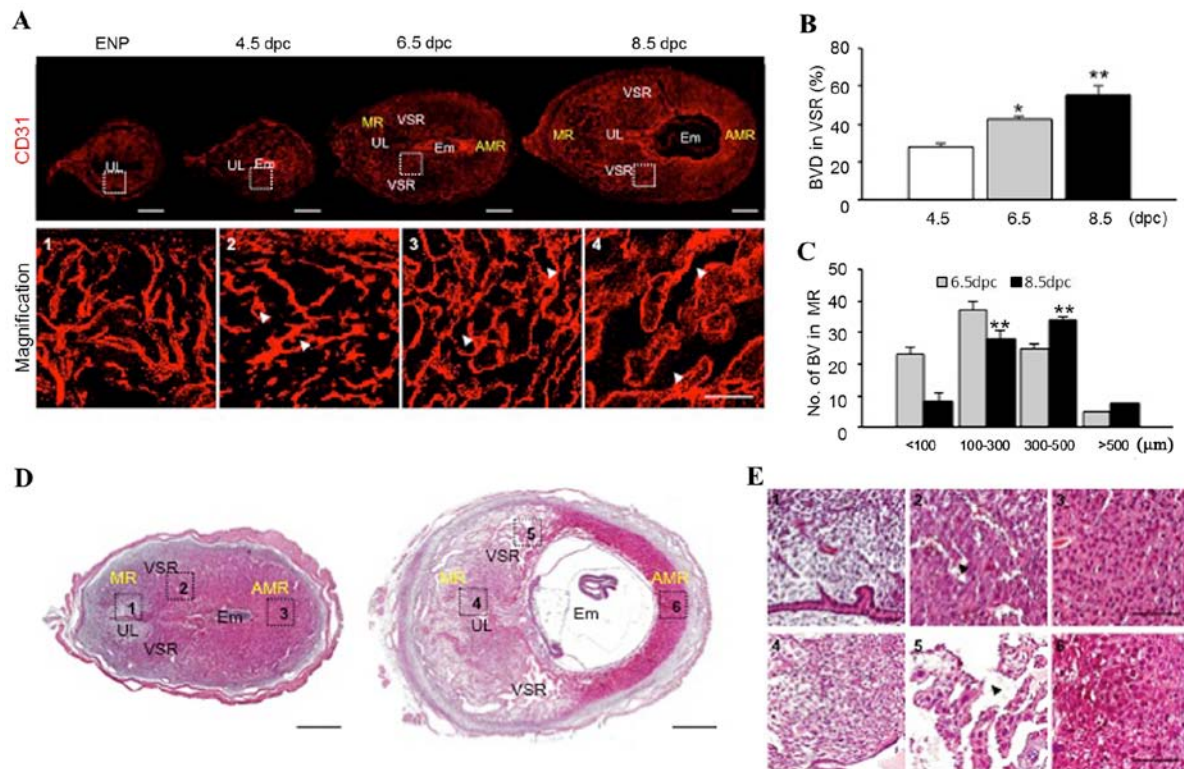 A
ENP 4.5 dpc 6.5 dpc 8.5 dpc
CD31
UL
UL Em
MR VSR UL Em AMR VSR
VSR MR UL Em AMR VSR
Magnification
1 2 3 4
B
BVD in VSR (%)
80
60
40
20
0
* **
4.5 6.5 8.5 (dpc)
C
No. of BV in MR
50
40
30
20
10
0
6.5dpc 8.5dpc
** **
<100 100-300 300-500 >500 (μm)
D
VSR MR 2 AMR 1 3 Em UL VSR
5 VSR MR AMR 4 6 Em UL VSR
E
1 2 3
4 5 6